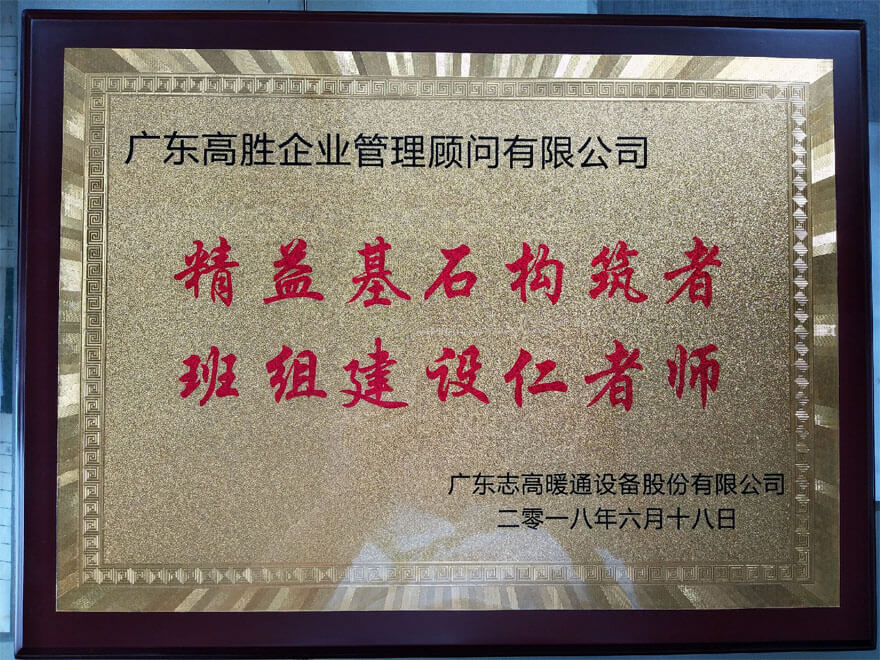 广东高胜企业管理顾问有限公司
精益基石构筑者
班组建设仁者师
广东志高暖通设备股份有限公司
二零一八年六月十八日